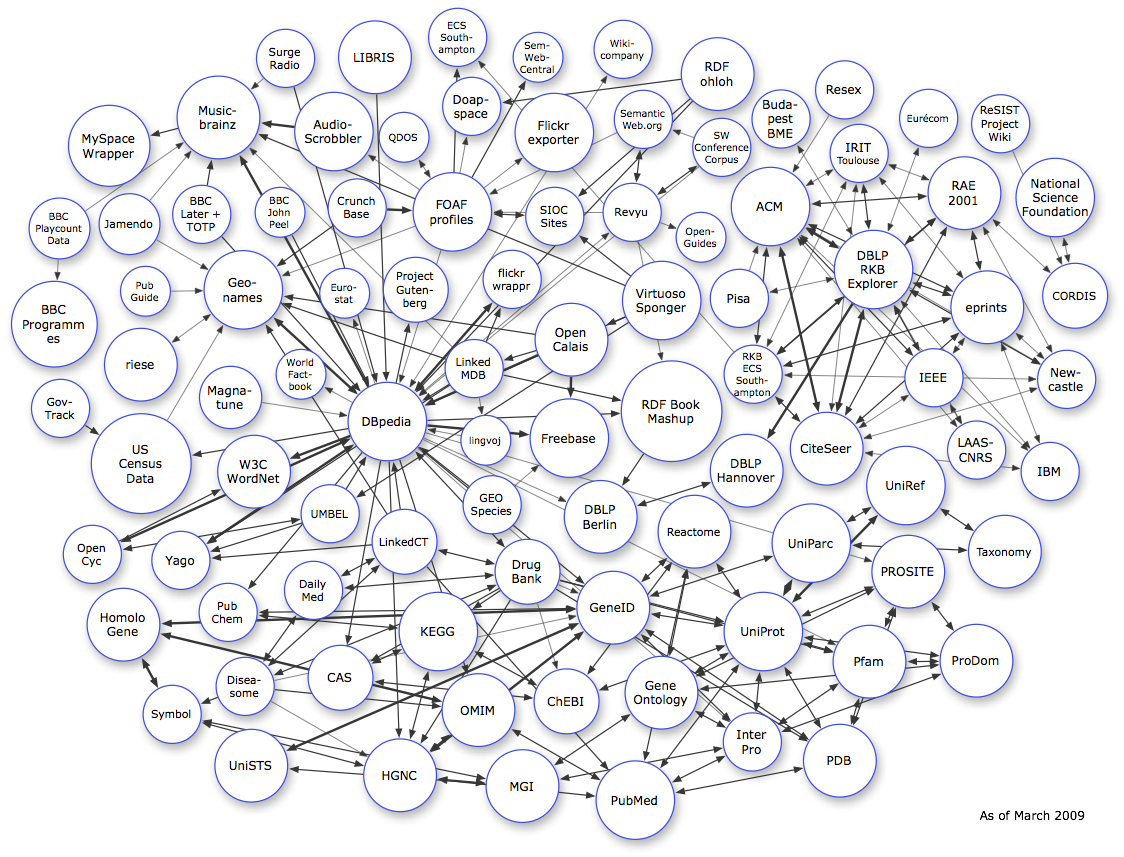 ECS
South-
ampton
Surge
Radio
LIBRIS
Sem-
Web-
Central
Wiki-
company
RDF
ohloh
Resex
Music-
brainz
Audio-
Scrobbler
QDOS
Doap-
space
Flickr
exporter
Semantic
Web.org
SW
Conference
Corpus
Buda-
pest
BME
Eurécom
ReSIST
Project
Wiki
MySpace
Wrapper
IRIT
Toulouse
RAE
2001
National
Science
Foundation
BBC
Playcount
Data
Jamendo
BBC
Later +
TOTP
BBC
John
Peel
Crunch
Base
FOAF
profiles
SIOC
Sites
Revyu
Open-
Guides
ACM
DBLP
RKB
Explorer
Pub
Guide
Geo-
names
Euro-
stat
Project
Guten-
berg
flickr
wrappr
Virtuoso
Sponger
Pisa
eprints
CORDIS
BBC
Programm
es
riese
Open
Calais
Linked
MDB
World
Fact-
book
RKB
ECS
South-
ampton
IEEE
New-
castle
Gov-
Track
Magna-
tune
DBpedia
lingvoj
Freebase
RDF Book
Mashup
US
Census
Data
W3C
WordNet
CiteSeer
LAAS-
CNRS
IBM
DBLP
Hannover
UMBEL
GEO
Species
DBLP
Berlin
UniRef
Open
Cyc
Yago
LinkedCT
Reactome
UniParc
Taxonomy
Drug
Bank
PROSITE
Daily
Med
Pub
Chem
Homolo
Gene
KEGG
GeneID
UniProt
Pfam
ProDom
Disea-
some
CAS
Symbol
OMIM
ChEBI
Gene
Ontology
Inter
Pro
UniSTS
HGNC
MGI
PubMed
PDB
As of March 2009